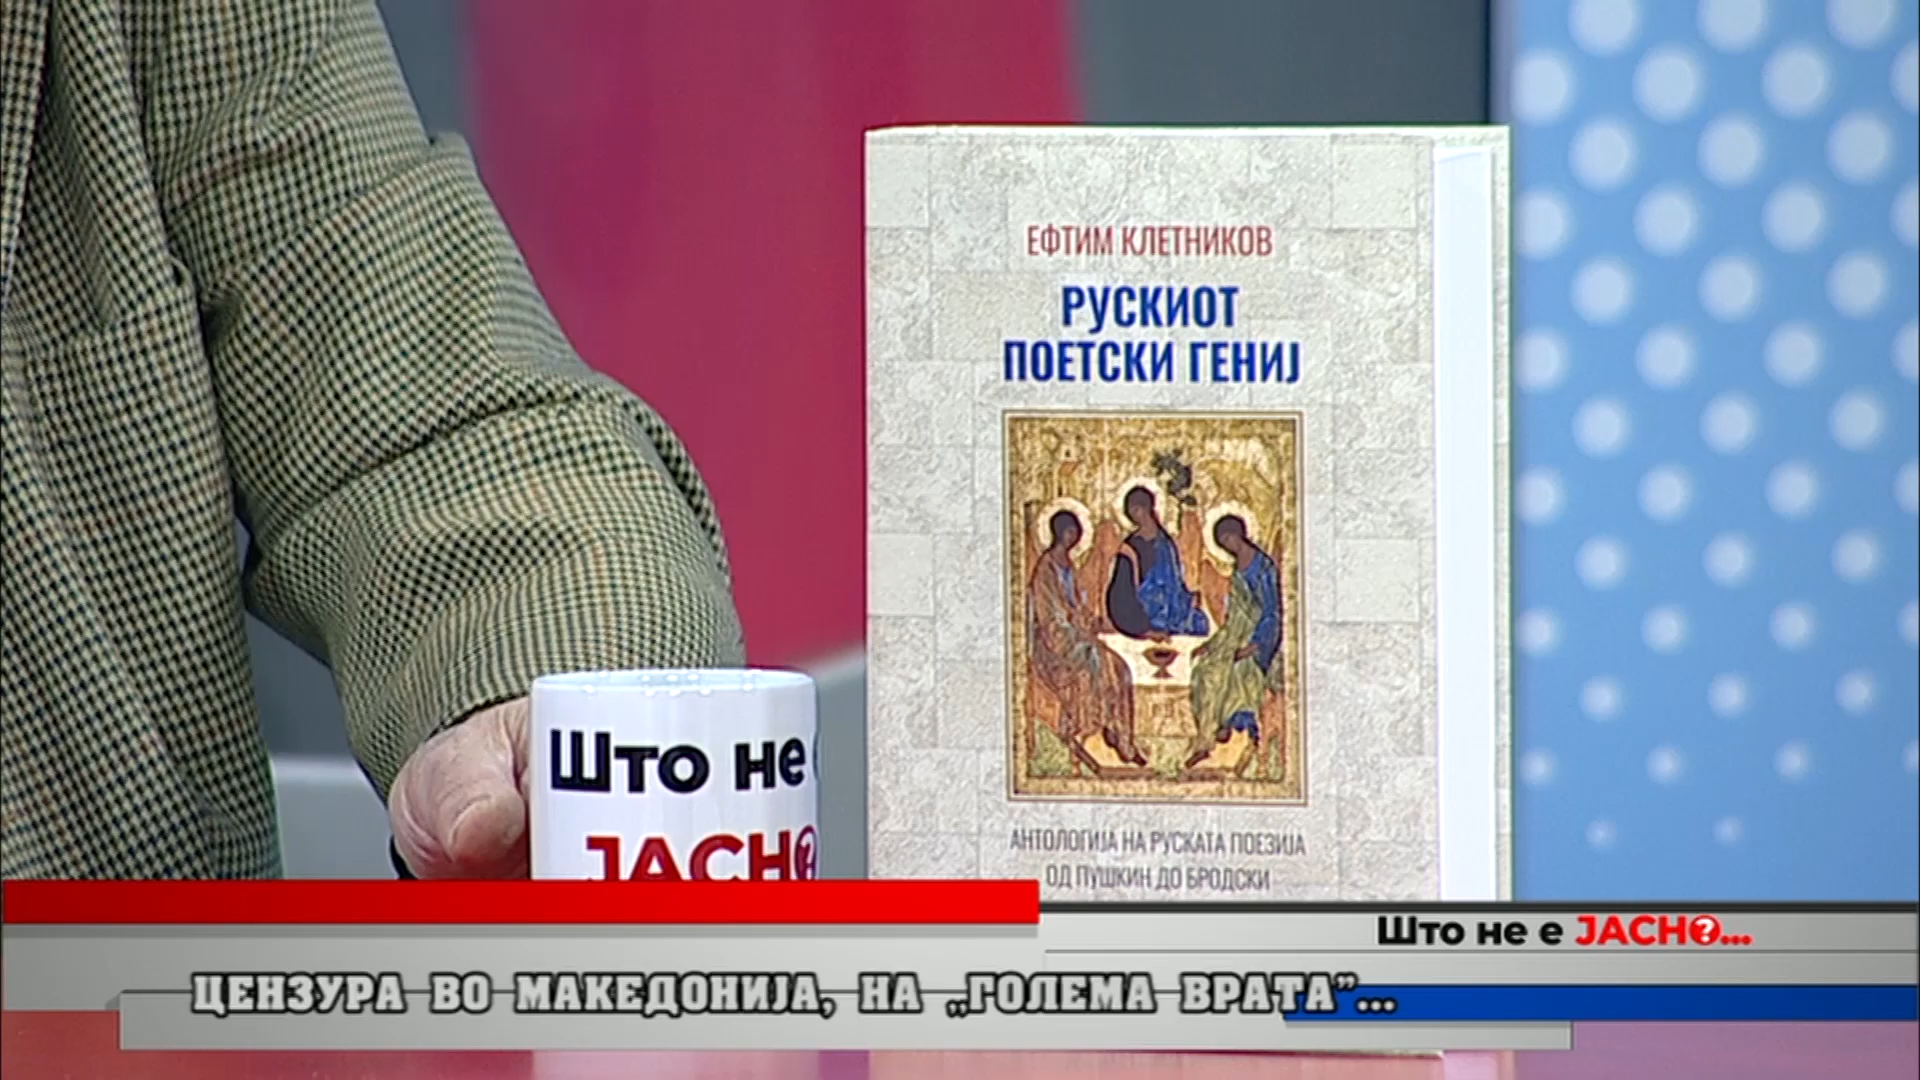 ЕФТИМ КЛЕТНИКОВ
РУСКИОТ
ПОЕТСКИ ГЕНИЈ
АНТОЛОГИЈА НА РУСКАТА ПОЕЗИЈА
ОД ПУШКИН ДО БРОДСКИ
Што не
ЈАСН?
Што не е ЈАСН?...
ЦЕНЗУРА ВО МАКЕДОНИЈА, НА „ГОЛЕМА ВРАТА”...